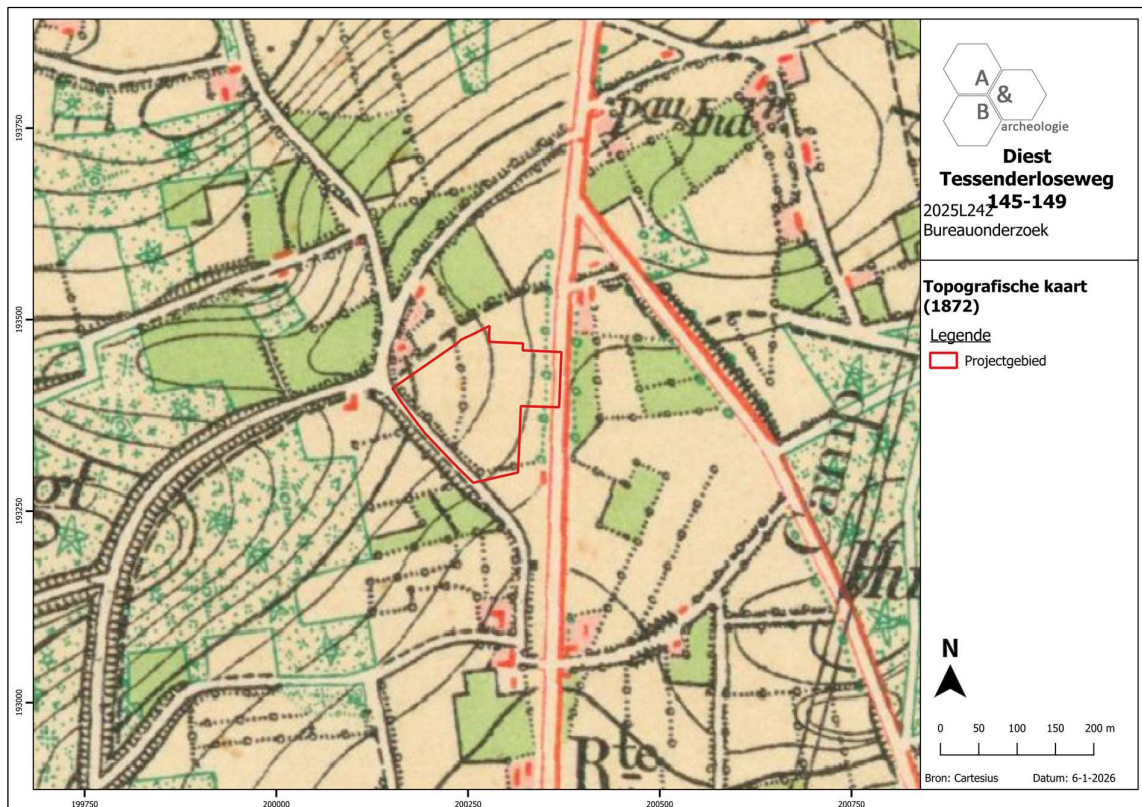 193750
193500
193250
193000
199750
200000
200250
200500
200750
Camp
Rte
A
&
B
archeologie
Diest
Tessenderloseweg
145-149
2025L242
Bureauonderzoek
Topografische kaart
(1872)
Legende
Projectgebied
N
0 50 100 150 200 m
Bron: Cartesius Datum: 6-1-2026